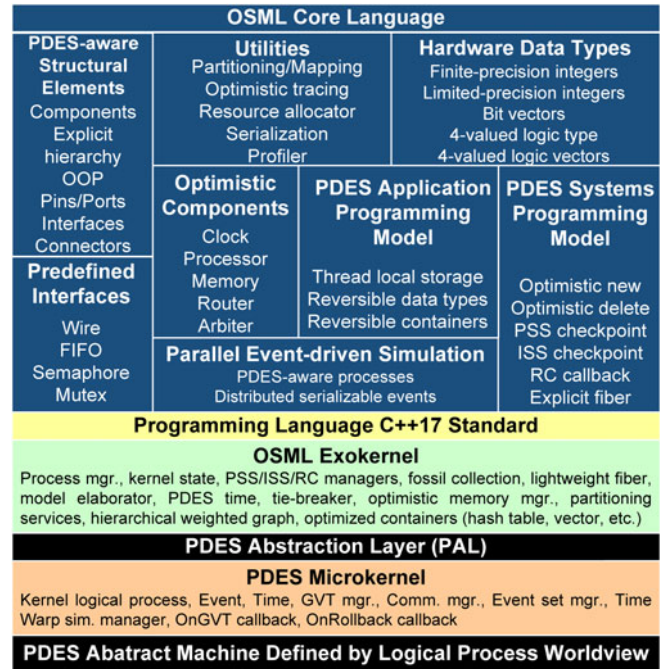 OSML Core Language
PDES-aware
Structural
Elements
Components
Explicit
hierarchy
OOP
Pins/Ports
Interfaces
Connectors
Utilities
Partitioning/Mapping
Optimistic tracing
Resource allocator
Serialization
Profiler
Hardware Data Types
Finite-precision integers
Limited-precision integers
Bit vectors
4-valued logic type
4-valued logic vectors
Predefined
Interfaces
Wire
FIFO
Semaphore
Mutex
Optimistic
Components
Clock
Processor
Memory
Router
Arbiter
PDES Application
Programming
Model
Thread local storage
Reversible data types
Reversible containers
PDES Systems
Programming
Model
Optimistic new
Optimistic delete
PSS checkpoint
ISS checkpoint
RC callback
Explicit fiber
Parallel Event-driven Simulation
PDES-aware processes
Distributed serializable events
Programming Language C++17 Standard
OSML Exokernel
Process mgr., kernel state, PSS/ISS/RC managers, fossil collection, lightweight fiber,
model elaborator, PDES time, tie-breaker, optimistic memory mgr., partitioning
services, hierarchical weighted graph, optimized containers (hash table, vector, etc.)
PDES Abstraction Layer (PAL)
PDES Microkernel
Kernel logical process, Event, Time, GVT mgr., Comm. mgr., Event set mgr., Time
Warp sim. manager, OnGVT callback, OnRollback callback
PDES Abatract Machine Defined by Logical Process Worldview